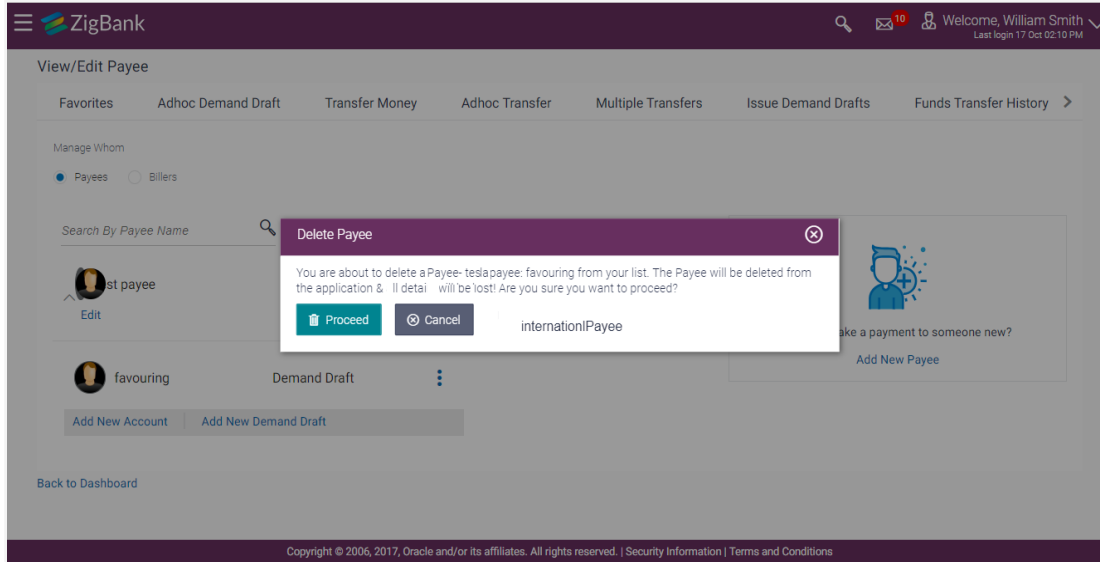 ZigBank
10
Welcome, William Smith
Last login 17 Oct 02:10 PM
View/Edit Payee
Favorites Adhoc Demand Draft Transfer Money Adhoc Transfer Multiple Transfers Issue Demand Drafts Funds Transfer History
Manage Whom
Payees Billers
Search By Payee Name
st payee
Edit
favouring Demand Draft
Add New Account Add New Demand Draft
Delete Payee
You are about to delete a Payee- teslapayee: favouring from your list. The Payee will be deleted from
the application & ll detai will be lost! Are you sure you want to proceed?
Proceed Cancel
internationlPayee
ake a payment to someone new?
Add New Payee
Back to Dashboard
Copyright © 2006, 2017, Oracle and/or its affiliates. All rights reserved. | Security Information | Terms and Conditions